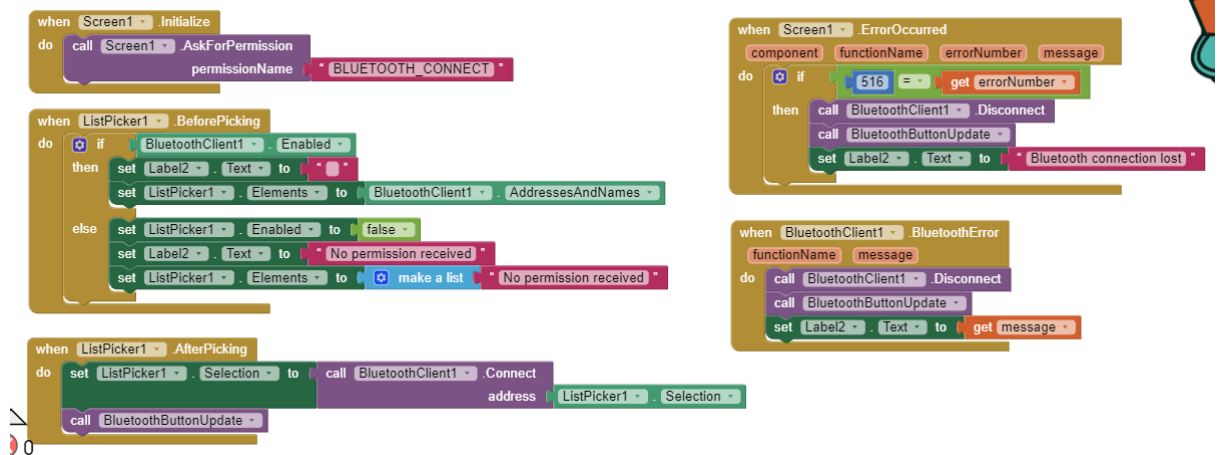 when Screen1 .Initialize
do call Screen1 .AskForPermission
permissionName " BLUETOOTH_CONNECT "
when ListPicker1 .BeforePicking
do if BluetoothClient1 . Enabled
then set Label2 . Text to " "
set ListPicker1 . Elements to BluetoothClient1 . AddressesAndNames
else set ListPicker1 . Enabled to false
set Label2 . Text to " No permission received "
set ListPicker1 . Elements to make a list " No permission received "
when ListPicker1 .AfterPicking
do set ListPicker1 . Selection to call BluetoothClient1 .Connect
address ListPicker1 . Selection
call BluetoothButtonUpdate
0
when Screen1 .ErrorOccurred
component functionName errorNumber message
do if 516 = get errorNumber
then call BluetoothClient1 .Disconnect
call BluetoothButtonUpdate
set Label2 . Text to " Bluetooth connection lost "
when BluetoothClient1 .BluetoothError
functionName message
do call BluetoothClient1 .Disconnect
call BluetoothButtonUpdate
set Label2 . Text to get message